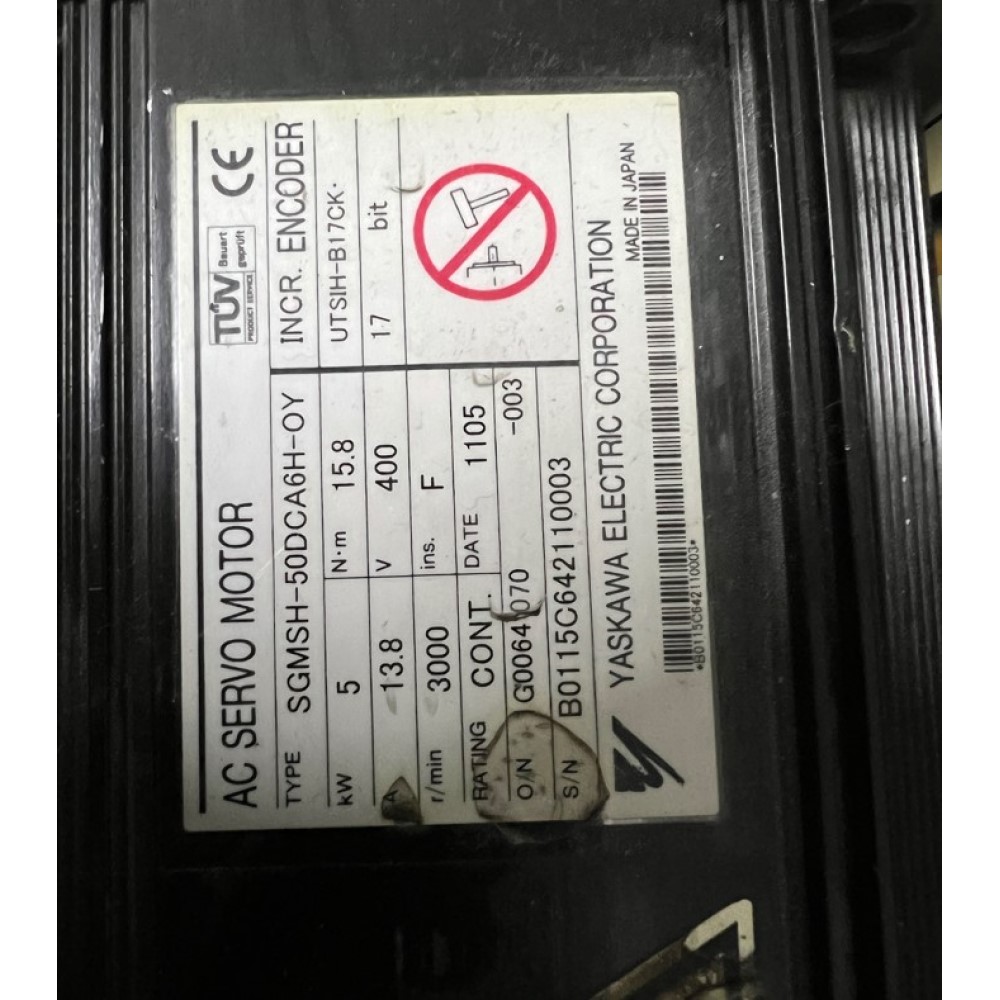 AC SERVO MOTOR
TÜV Bauart geprüft
PRODUCT SERVICE
CE
TYPE SGMSH-50DCA6H-OY INCR. ENCODER
kW 5 N·m 15.8 UTSIH-B17CK·
A 13.8 V 400 17 bit
r/min 3000 ins. F
RATING CONT. DATE 1105
O/N G0064 070 -003
S/N B0115C642110003
YASKAWA ELECTRIC CORPORATION
MADE IN JAPAN
*B0115C642110003*